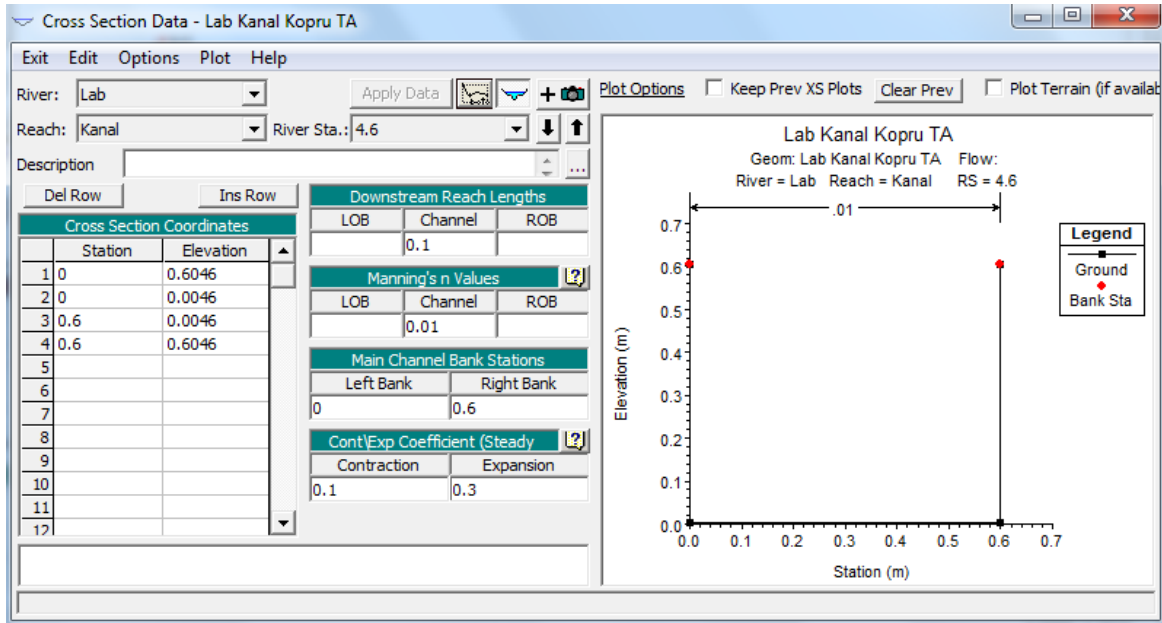 Cross Section Data - Lab Kanal Kopru TA
Exit Edit Options Plot Help
River: Lab Apply Data
Reach: Kanal River Sta.: 4.6
Description ...
Del Row Ins Row
Cross Section Coordinates
Station Elevation
1 0 0.6046
2 0 0.0046
3 0.6 0.0046
4 0.6 0.6046
5
6
7
8
9
10
11
12
Downstream Reach Lengths
LOB Channel ROB
0.1
Manning's n Values
LOB Channel ROB
0.01
Main Channel Bank Stations
Left Bank Right Bank
0 0.6
Cont\Exp Coefficient (Steady
Contraction Expansion
0.1 0.3
Plot Options Keep Prev XS Plots Clear Prev Plot Terrain (if availab
Lab Kanal Kopru TA
Geom: Lab Kanal Kopru TA Flow:
River = Lab Reach = Kanal RS = 4.6
.01
0.7
0.6
0.5
0.4
0.3
0.2
0.1
0.0
Elevation (m)
0.0 0.1 0.2 0.3 0.4 0.5 0.6 0.7
Station (m)
Legend
Ground
Bank Sta